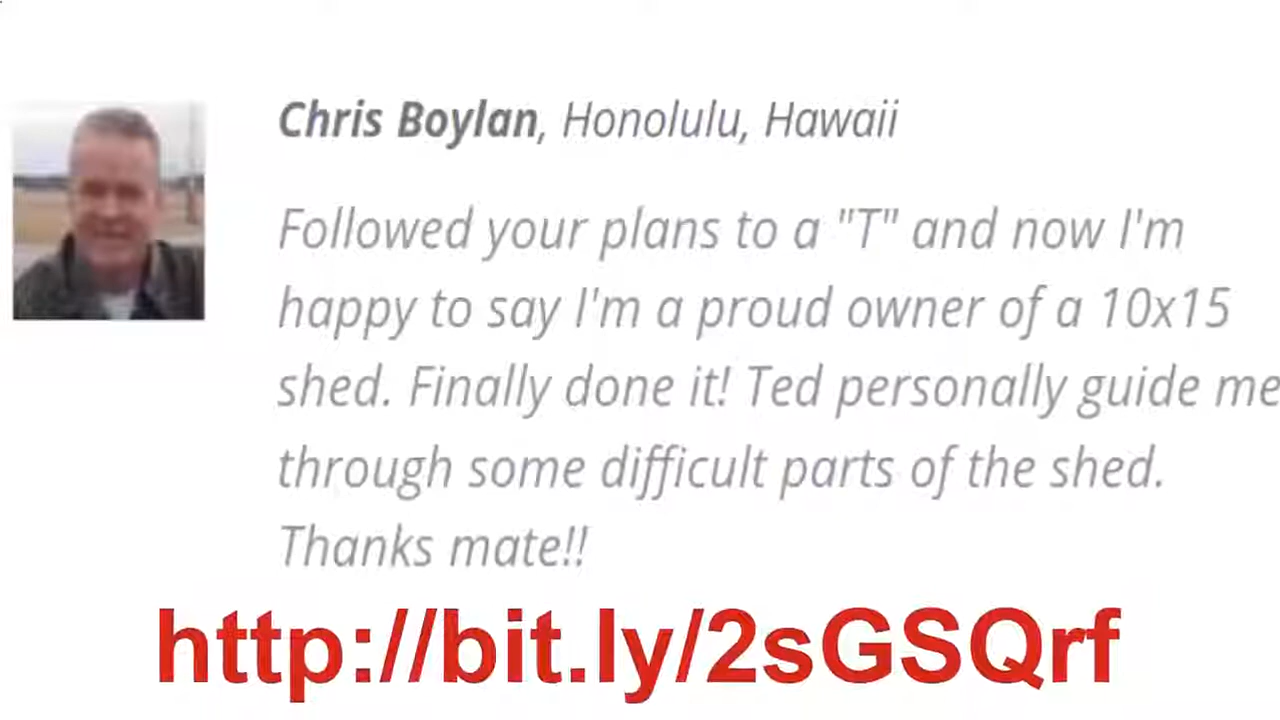 Chris Boylan, Honolulu, Hawaii
Followed your plans to a "T" and now I'm
happy to say I'm a proud owner of a 10x15
shed. Finally done it! Ted personally guide me
through some difficult parts of the shed.
Thanks mate!!
http://bit.ly/2sGSQrf